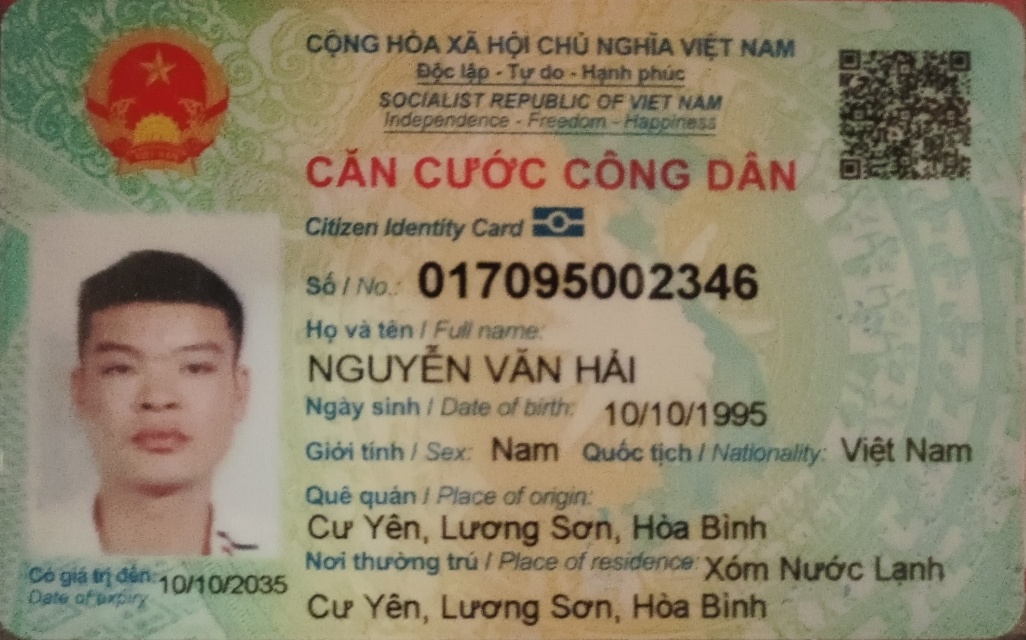 CỘNG HÒA XÃ HỘI CHỦ NGHĨA VIỆT NAM
Độc lập - Tự do - Hạnh phúc
SOCIALIST REPUBLIC OF VIET NAM
Independence - Freedom - Happiness
CĂN CƯỚC CÔNG DÂN
Citizen Identity Card
Số / No.: 017095002346
Họ và tên / Full name:
NGUYỄN VĂN HẢI
Ngày sinh / Date of birth: 10/10/1995
Giới tính / Sex: Nam Quốc tịch / Nationality: Việt Nam
Quê quán / Place of origin:
Cư Yên, Lương Sơn, Hòa Bình
Nơi thường trú / Place of residence: Xóm Nước Lạnh
Cư Yên, Lương Sơn, Hòa Bình
Có giá trị đến: 10/10/2035
Date of expiry